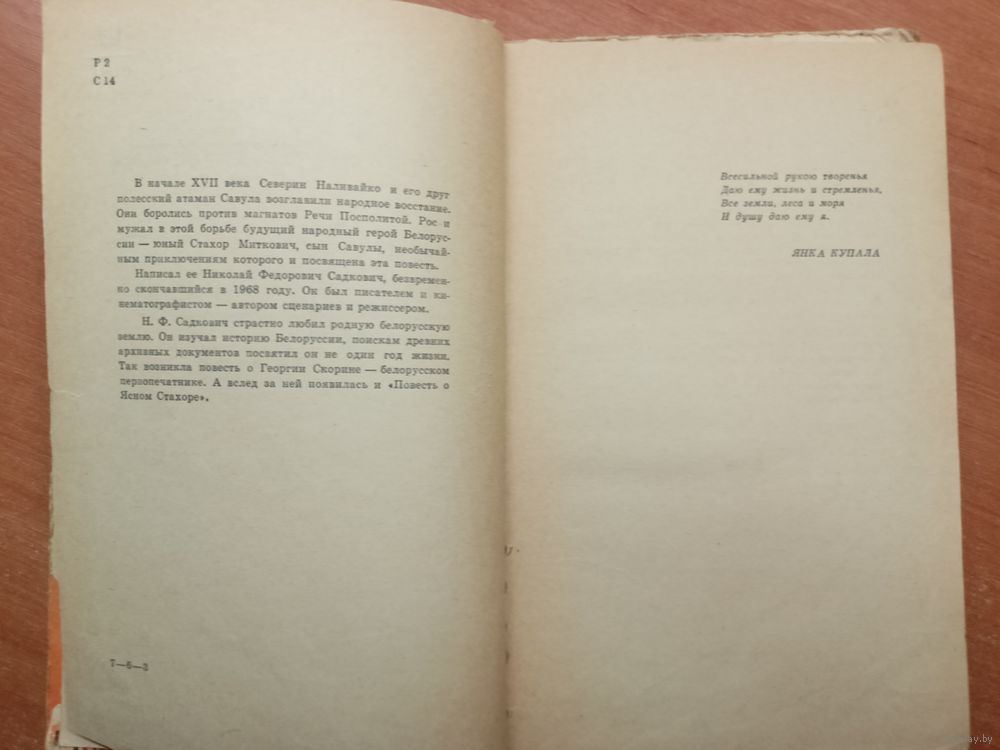 Р 2
С 14
В начале XVII века Северин Наливайко и его друг
полесский атаман Савула возглавили народное восстание.
Они боролись против магнатов Речи Посполитой. Рос и
мужал в этой борьбе будущий народный герой Белорус-
сии — юный Стахор Миткович, сын Савулы, необычай-
ным приключениям которого и посвящена эта повесть.
Написал ее Николай Федорович Садкович, безвремен-
но скончавшийся в 1968 году. Он был писателем и ки-
нематографистом — автором сценариев и режиссером.
Н. Ф. Садкович страстно любил родную белорусскую
землю. Он изучал историю Белоруссии, поискам древних
архивных документов посвятил он не один год жизни.
Так возникла повесть о Георгии Скорине — белорусском
первопечатнике. А вслед за ней появилась и «Повесть о
Ясном Стахоре».
7—6—3
Всесильной рукою творенья
Даю ему жизнь и стремленья,
Все земли, леса и моря
И душу даю ему я.
ЯНКА КУПАЛА